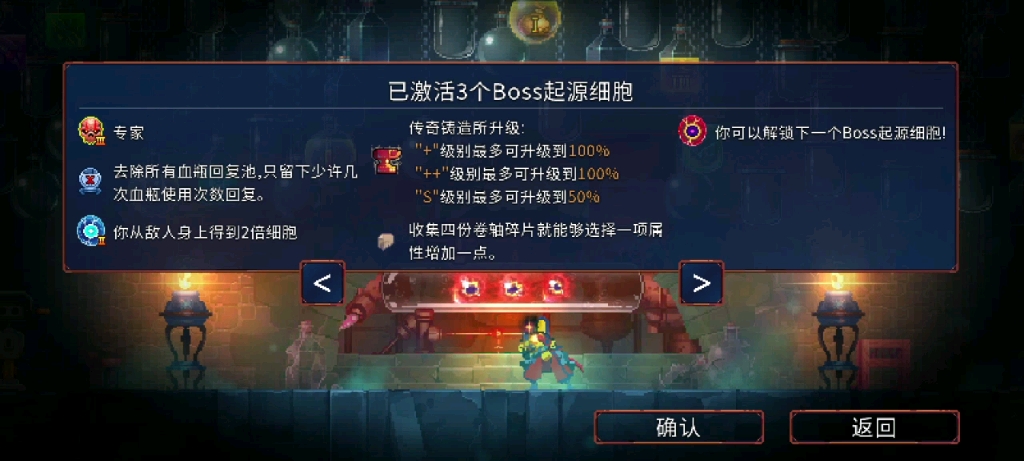 已激活3个Boss起源细胞
专家
去除所有血瓶回复池,只留下少许几
次血瓶使用次数回复。
你从敌人身上得到2倍细胞
传奇铸造所升级:
"+"级别最多可升级到100%
"++"级别最多可升级到100%
"S"级别最多可升级到50%
收集四份卷轴碎片就能够选择一项属
性增加一点。
你可以解锁下一个Boss起源细胞!
<
>
确认
返回